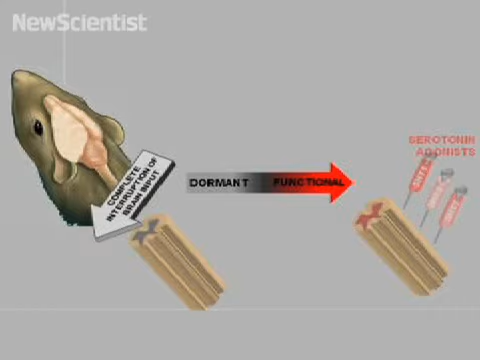 NewScientist
SEROTONIN
AGONISTS
COMPLETE
INTERRUPTION OF
BRAIN INPUT
DORMANT FUNCTIONAL